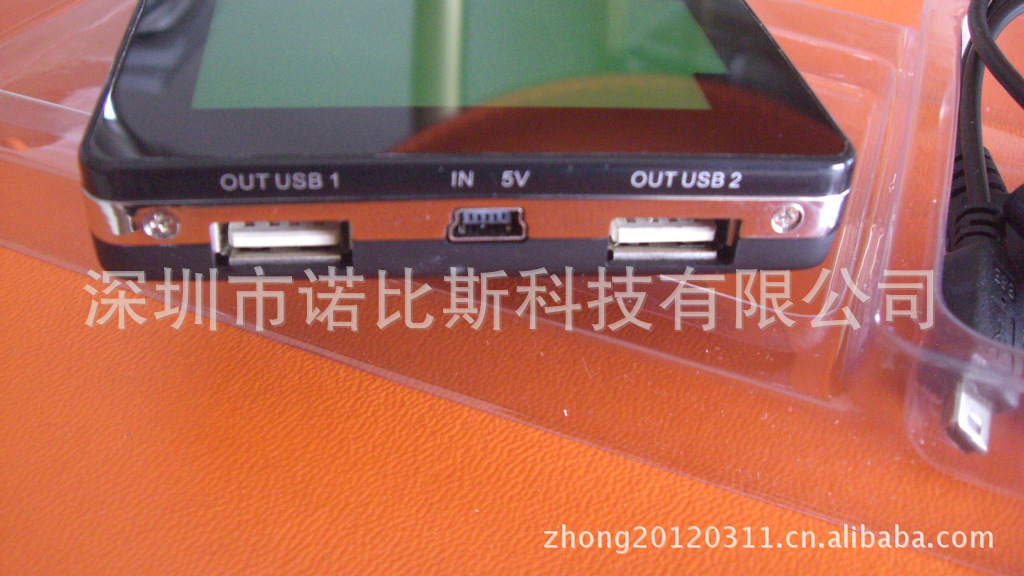 OUT USB 1 IN 5V OUT USB 2
深圳市诺比斯科技有限公司
zhong20120311.cn.alibaba.com